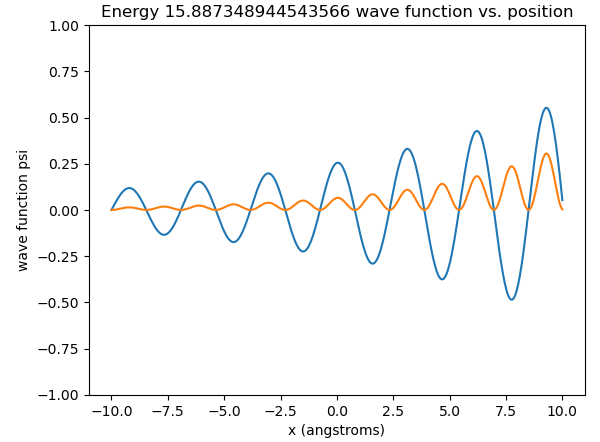 Energy 15.887348944543566 wave function vs. position
1.00
0.75
0.50
0.25
0.00
−0.25
−0.50
−0.75
−1.00
wave function psi
−10.0 −7.5 −5.0 −2.5 0.0 2.5 5.0 7.5 10.0
x (angstroms)